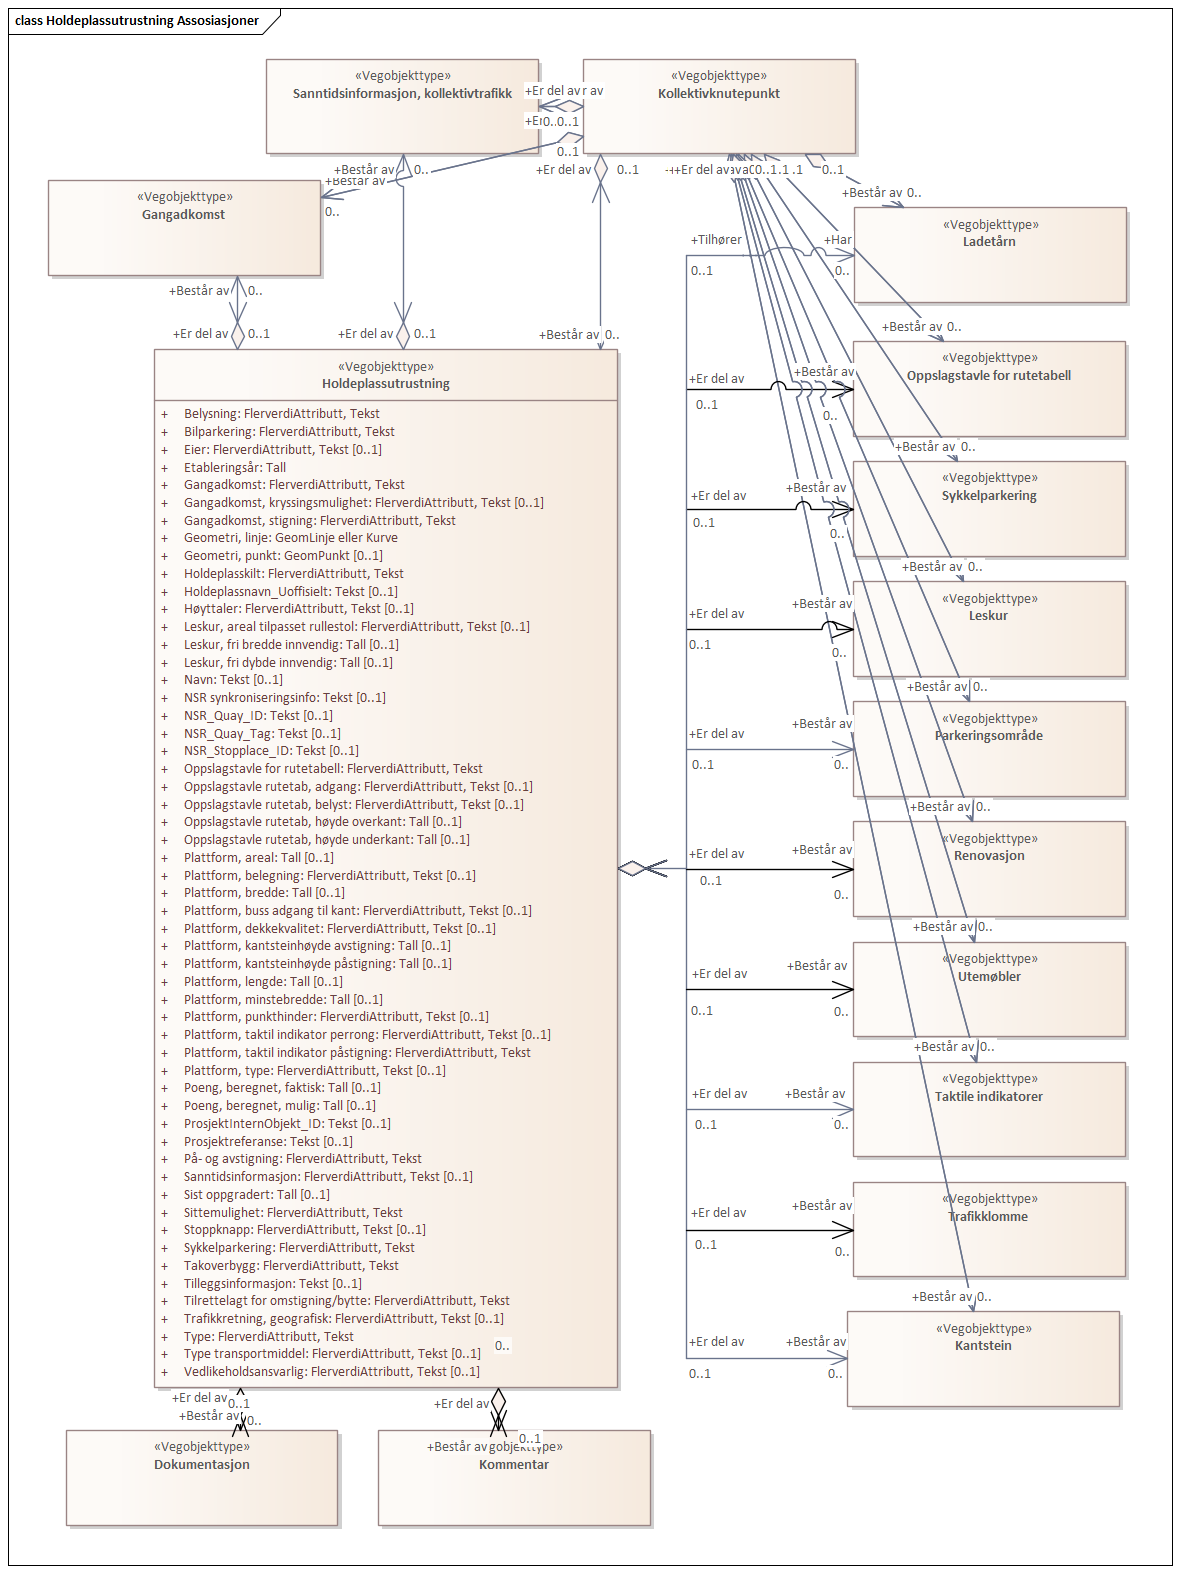 class Holdeplassutrustning Assosiasjoner
«Vegobjekttype»
Sanntidsinformasjon, kollektivtrafikk
«Vegobjekttype»
Kollektivknutepunkt
+Er del av
r av
0..
0..1
0..1
+Består av
0..
+Består av
0..
+Er del av
0..1
+Er del av
0..1
0..1
«Vegobjekttype»
Gangadkomst
+Består av
0..
+Er del av
0..1
+Er del av
0..1
+Består av
0..
+Består av 0..
«Vegobjekttype»
Ladetårn
+Tilhører
0..1
+Har
0..
+Består av 0..
«Vegobjekttype»
Oppslagstavle for rutetabell
+Er del av
0..1
+Består av
0..
+Består av 0..
«Vegobjekttype»
Sykkelparkering
+Er del av
0..1
+Består av
0..
+Består av 0..
«Vegobjekttype»
Leskur
+Er del av
0..1
+Består av
0..
+Består av 0..
«Vegobjekttype»
Parkeringsområde
+Er del av
0..1
+Består av
0..
+Består av 0..
«Vegobjekttype»
Renovasjon
+Er del av
0..1
+Består av
0..
+Består av 0..
«Vegobjekttype»
Utemøbler
+Er del av
0..1
+Består av
0..
+Består av 0..
«Vegobjekttype»
Taktile indikatorer
+Er del av
0..1
+Består av
0..
«Vegobjekttype»
Trafikklomme
+Er del av
0..1
+Består av
0..
+Består av 0..
«Vegobjekttype»
Kantstein
+Er del av
0..1
+Består av
0..
«Vegobjekttype»
Holdeplassutrustning
+ Belysning: FlerverdiAttributt, Tekst
+ Bilparkering: FlerverdiAttributt, Tekst
+ Eier: FlerverdiAttributt, Tekst [0..1]
+ Etableringsår: Tall
+ Gangadkomst: FlerverdiAttributt, Tekst
+ Gangadkomst, kryssingsmulighet: FlerverdiAttributt, Tekst [0..1]
+ Gangadkomst, stigning: FlerverdiAttributt, Tekst
+ Geometri, linje: GeomLinje eller Kurve
+ Geometri, punkt: GeomPunkt [0..1]
+ Holdeplasskilt: FlerverdiAttributt, Tekst
+ Holdeplassnavn_Uoffisielt: Tekst [0..1]
+ Høyttaler: FlerverdiAttributt, Tekst [0..1]
+ Leskur, areal tilpasset rullestol: FlerverdiAttributt, Tekst [0..1]
+ Leskur, fri bredde innvendig: Tall [0..1]
+ Leskur, fri dybde innvendig: Tall [0..1]
+ Navn: Tekst [0..1]
+ NSR synkroniseringsinfo: Tekst [0..1]
+ NSR_Quay_ID: Tekst [0..1]
+ NSR_Quay_Tag: Tekst [0..1]
+ NSR_Stopplace_ID: Tekst [0..1]
+ Oppslagstavle for rutetabell: FlerverdiAttributt, Tekst
+ Oppslagstavle rutetab, adgang: FlerverdiAttributt, Tekst [0..1]
+ Oppslagstavle rutetab, belyst: FlerverdiAttributt, Tekst [0..1]
+ Oppslagstavle rutetab, høyde overkant: Tall [0..1]
+ Oppslagstavle rutetab, høyde underkant: Tall [0..1]
+ Plattform, areal: Tall [0..1]
+ Plattform, belegning: FlerverdiAttributt, Tekst [0..1]
+ Plattform, bredde: Tall [0..1]
+ Plattform, buss adgang til kant: FlerverdiAttributt, Tekst [0..1]
+ Plattform, dekkekvalitet: FlerverdiAttributt, Tekst [0..1]
+ Plattform, kantsteinhøyde avstigning: Tall [0..1]
+ Plattform, kantsteinhøyde påstigning: Tall [0..1]
+ Plattform, lengde: Tall [0..1]
+ Plattform, minstebredde: Tall [0..1]
+ Plattform, punkthinder: FlerverdiAttributt, Tekst [0..1]
+ Plattform, taktil indikator perrong: FlerverdiAttributt, Tekst [0..1]
+ Plattform, taktil indikator påstigning: FlerverdiAttributt, Tekst
+ Plattform, type: FlerverdiAttributt, Tekst [0..1]
+ Poeng, beregnet, faktisk: Tall [0..1]
+ Poeng, beregnet, mulig: Tall [0..1]
+ ProsjektInternObjekt_ID: Tekst [0..1]
+ Prosjektreferanse: Tekst [0..1]
+ På- og avstigning: FlerverdiAttributt, Tekst
+ Sanntidsinformasjon: FlerverdiAttributt, Tekst [0..1]
+ Sist oppgradert: Tall [0..1]
+ Sittemulighet: FlerverdiAttributt, Tekst
+ Stoppknapp: FlerverdiAttributt, Tekst [0..1]
+ Sykkelparkering: FlerverdiAttributt, Tekst
+ Takoverbygg: FlerverdiAttributt, Tekst
+ Tilleggsinformasjon: Tekst [0..1]
+ Tilrettelagt for omstigning/bytte: FlerverdiAttributt, Tekst
+ Trafikkretning, geografisk: FlerverdiAttributt, Tekst [0..1]
+ Type: FlerverdiAttributt, Tekst
+ Type transportmiddel: FlerverdiAttributt, Tekst [0..1]
+ Vedlikeholdsansvarlig: FlerverdiAttributt, Tekst [0..1]
0..
+Er del av
0..1
+Består av
0..
«Vegobjekttype»
Dokumentasjon
+Er del av
0..1
+Består av
Kommentar